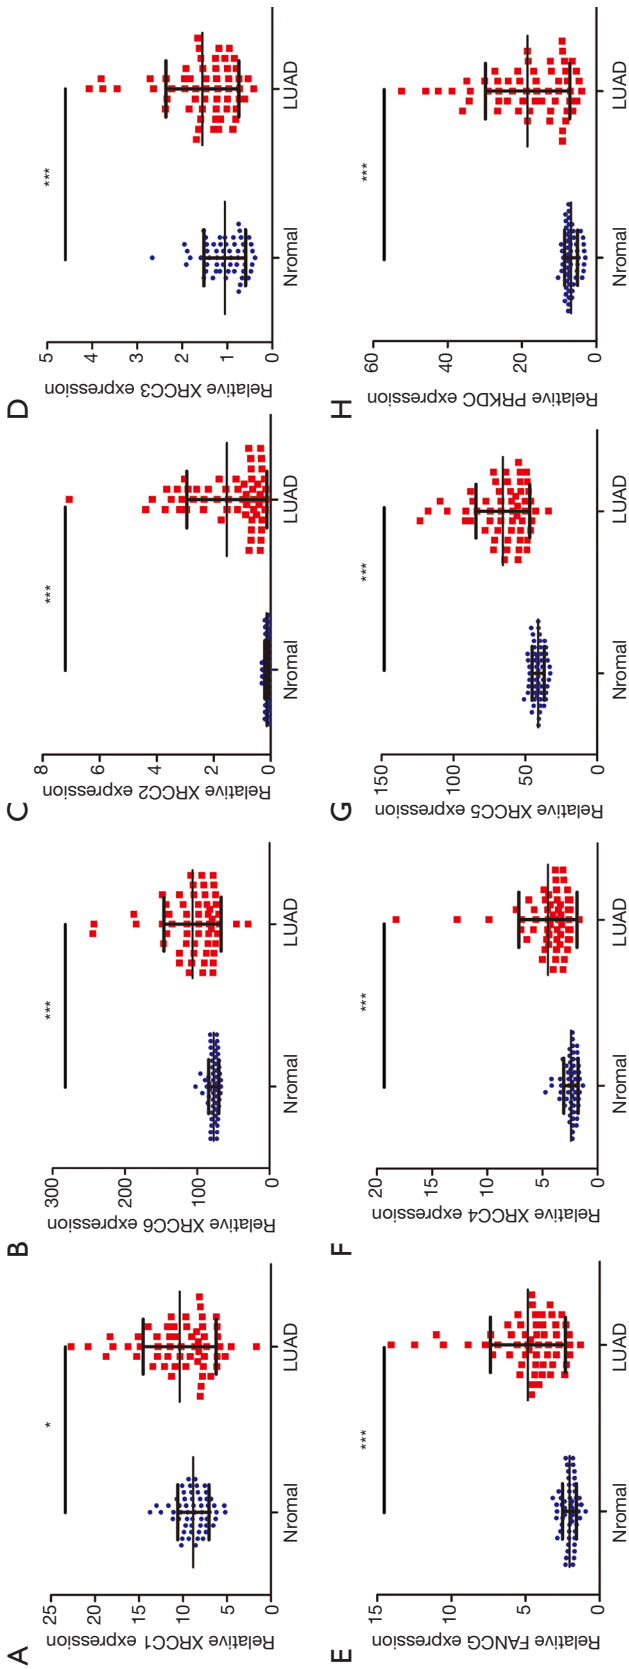 A
Relative XRCC1 expression
25
20
15
10
5
0
*
Nromal
LUAD
B
Relative XRCC6 expression
300
200
100
0
***
Nromal
LUAD
C
Relative XRCC2 expression
8
6
4
2
0
***
Nromal
LUAD
D
Relative XRCC3 expression
5
4
3
2
1
0
***
Nromal
LUAD
E
Relative FANCG expression
15
10
5
0
***
Nromal
LUAD
F
Relative XRCC4 expression
20
15
10
5
0
***
Nromal
LUAD
G
Relative XRCC5 expression
150
100
50
0
***
Nromal
LUAD
H
Relative PRKDC expression
60
40
20
0
***
Nromal
LUAD